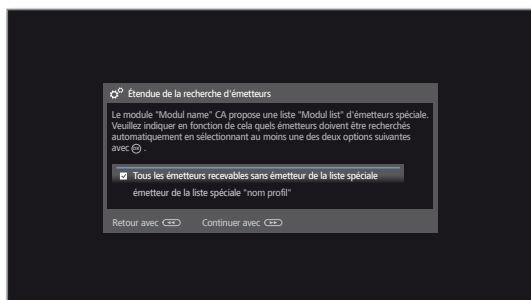 Étendue de la recherche d'émetteurs
Le module "Modul name" CA propose une liste "Modul list" d'émetteurs spéciale.
Veuillez indiquer en fonction de cela quels émetteurs doivent être recherchés
automatiquement en sélectionnant au moins une des deux options suivantes
avec OK .
Tous les émetteurs recevables sans émetteur de la liste spéciale
émetteur de la liste spéciale "nom profil"
Retour avec Continuer avec